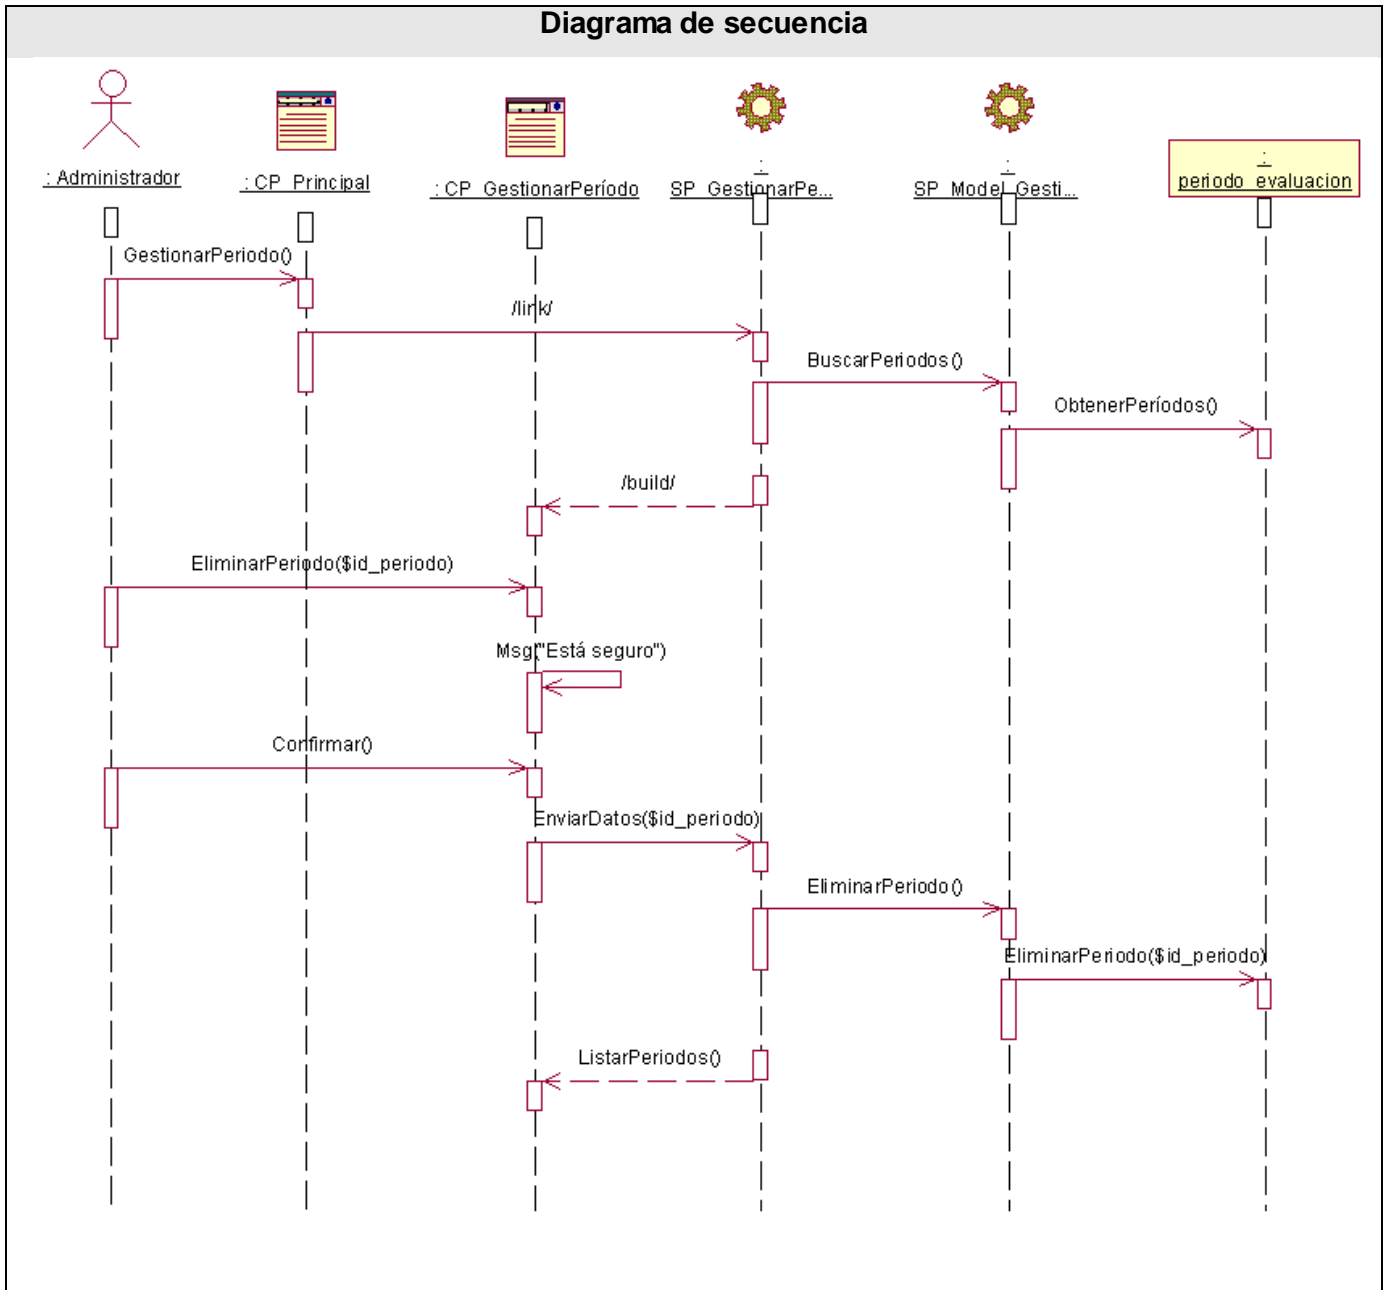 Diagrama de secuencia
: Administrador
: CP_Principal
: CP_GestionarPeríodo
:
SP_GestionarPe...
:
SP_Model_Gesti...
:
periodo_evaluacion
GestionarPeriodo()
/link/
BuscarPeriodos()
ObtenerPeríodos()
/build/
EliminarPeriodo($id_periodo)
Msg("Está seguro")
Confirmar()
EnviarDatos($id_periodo)
EliminarPeriodo()
EliminarPeriodo($id_periodo)
ListarPeriodos()